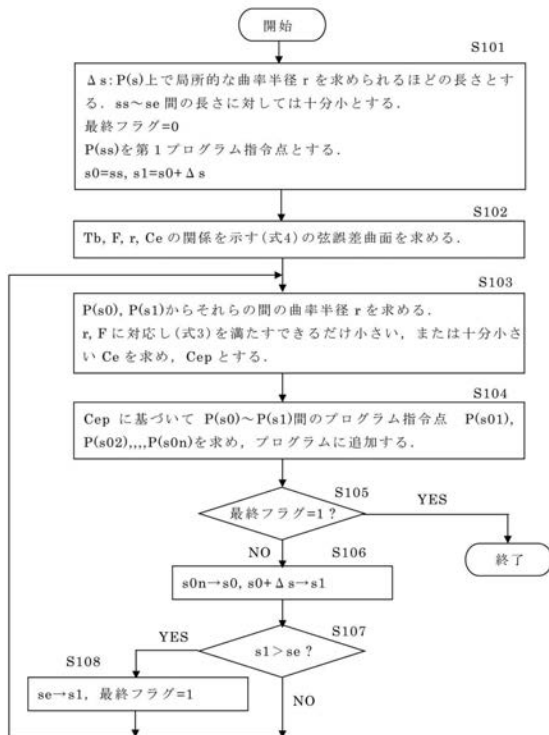 開始
S101
Δs:P(s)上で局所的な曲率半径 r を求められるほどの長さとす
る．ss～se 間の長さに対しては十分小とする．
最終フラグ=0
P(ss)を第1プログラム指令点とする．
s0=ss, s1=s0+Δs
S102
Tb, F, r, Ce の関係を示す(式4)の弦誤差曲面を求める．
S103
P(s0), P(s1)からそれらの間の曲率半径 r を求める．
r, F に対応し(式3)を満たすできるだけ小さい，または十分小さ
い Ce を求め，Cep とする．
S104
Cep に基づいて P(s0)～P(s1)間のプログラム指令点 P(s01),
P(s02),,,,P(s0n)を求め，プログラムに追加する．
S105
最終フラグ=1？
YES
終了
NO
S106
s0n→s0, s0+Δs→s1
S107
s1＞se？
YES
NO
S108
se→s1，最終フラグ=1